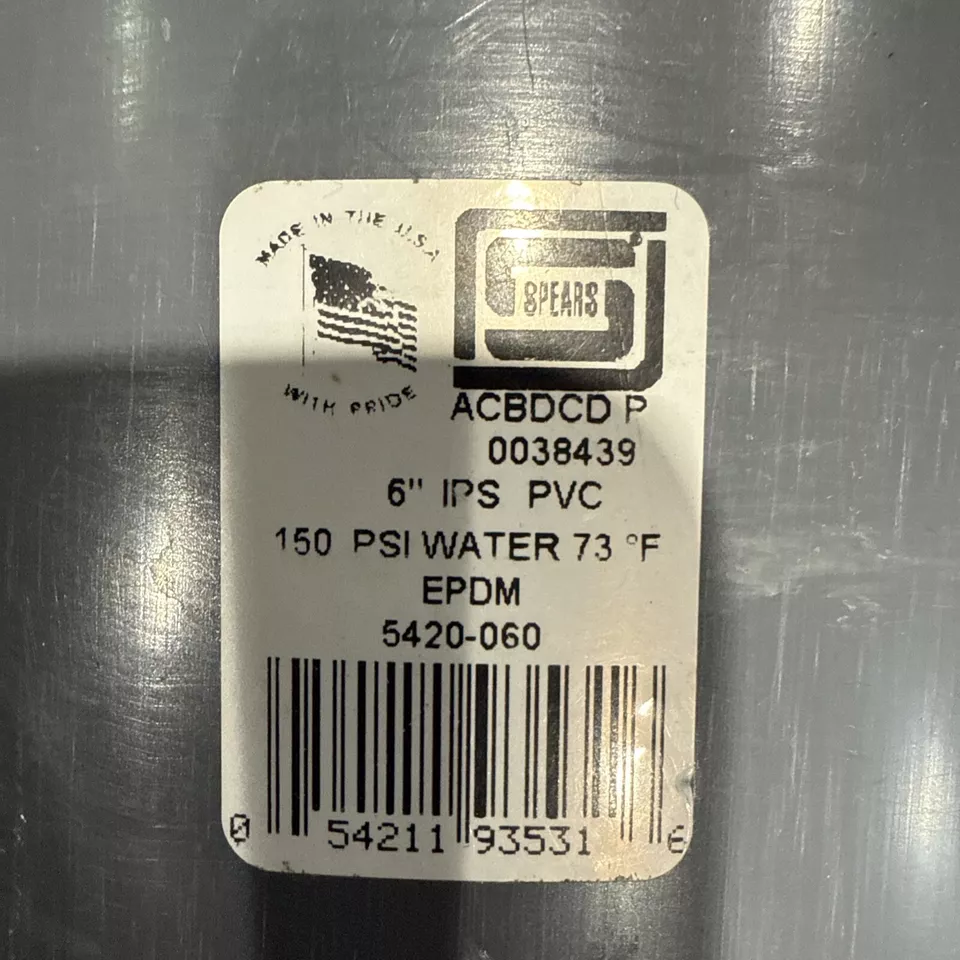 MADE IN THE U.S.A
WITH PRIDE
SPEARS®
ACBDCD P
0038439
6" IPS PVC
150 PSI WATER 73 °F
EPDM
5420-060
0 54211 93531 6